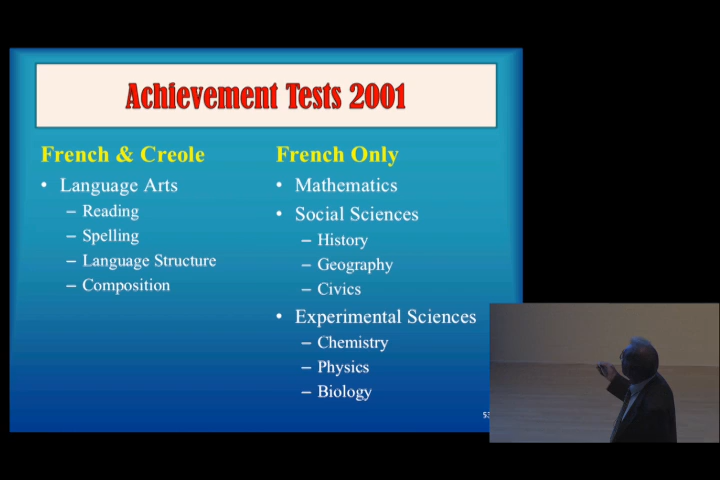 Achievement Tests 2001
French & Creole
• Language Arts
– Reading
– Spelling
– Language Structure
– Composition
French Only
• Mathematics
• Social Sciences
– History
– Geography
– Civics
• Experimental Sciences
– Chemistry
– Physics
– Biology